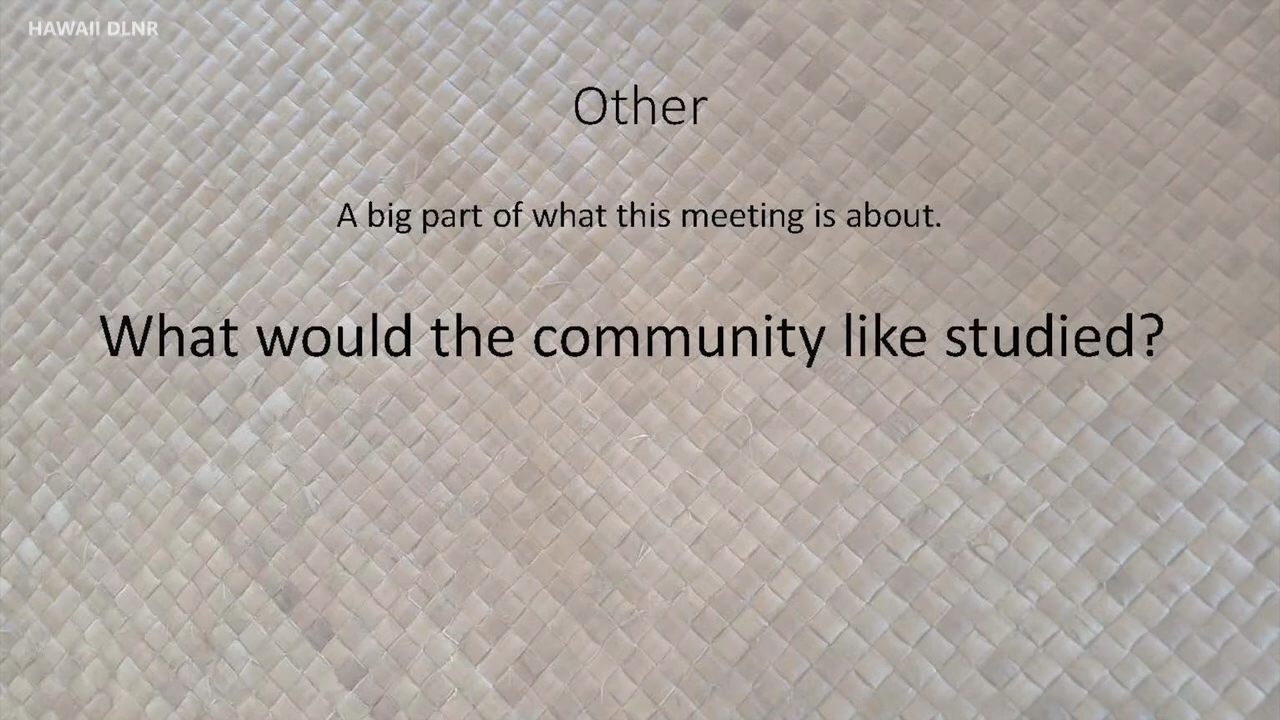 HAWAII DLNR
Other
A big part of what this meeting is about.
What would the community like studied?